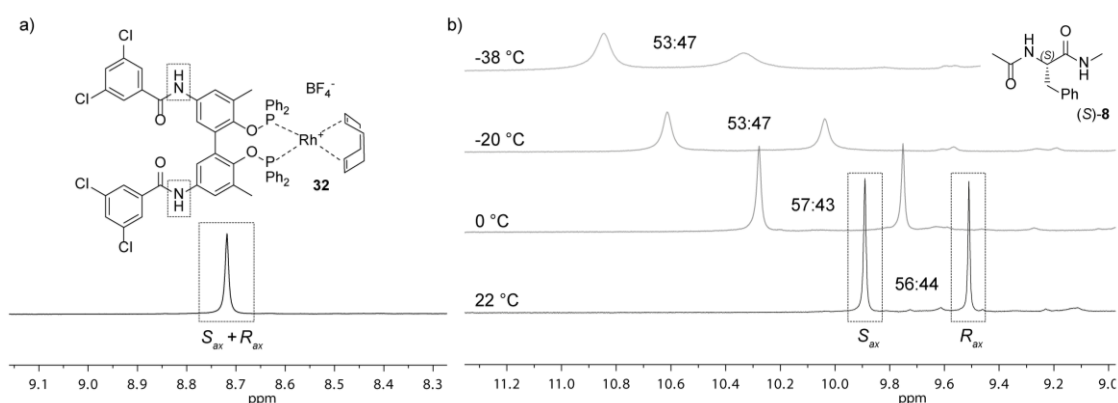 a)
Cl
Cl
H
N
O
Ph₂
P
O
BF₄⁻
Rh⁺
O
P
Ph₂
32
O
N
H
Cl
Cl
Sax + Rax
9.1 9.0 8.9 8.8 8.7 8.6 8.5 8.4 8.3
ppm
b)
-38 °C
53:47
-20 °C
53:47
0 °C
57:43
22 °C
56:44
Sax
Rax
H
N
O
(S)
O
N
H
Ph
(S)-8
11.2 11.0 10.8 10.6 10.4 10.2 10.0 9.8 9.6 9.4 9.2 9.0
ppm